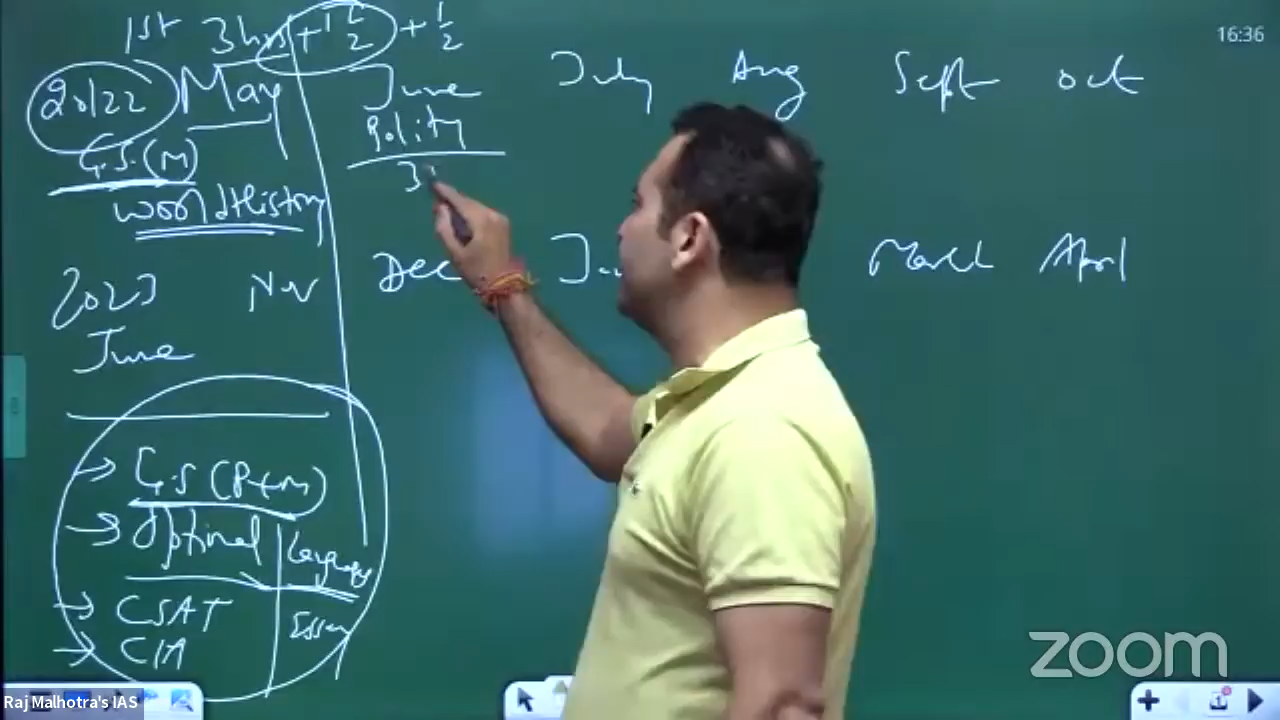 1st 3hrs + 1 1/2 + 1/2
16:36
2022 May June July Aug Sept Oct
G.S.(M) Polity
World History
2023 Nov Dec March April
June
→ G.S (P+M)
→ Optional Language
→ CSAT Essay
→ C/A
zoom
Raj Malhotra's IAS